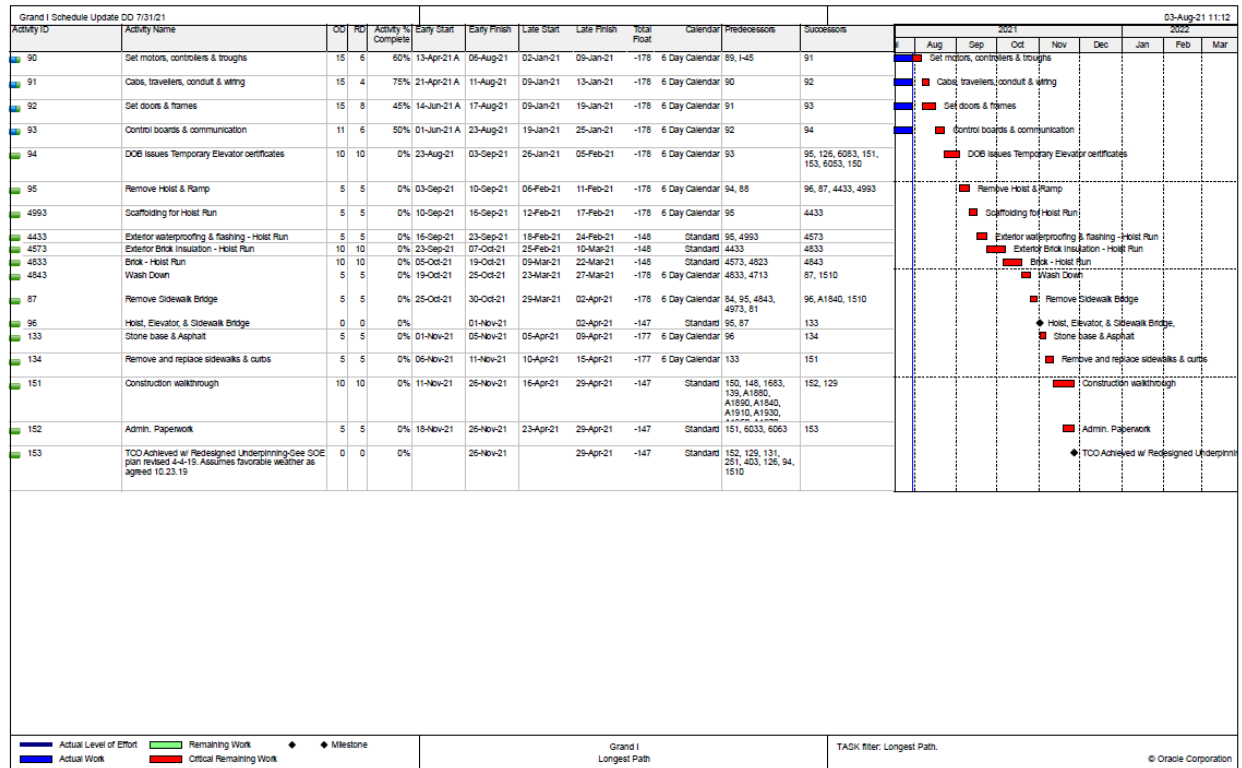 Grand I Schedule Update DD 7/31/21 03-Aug-21 11:12
Activity ID Activity Name OD RD Activity % Complete Early Start Early Finish Late Start Late Finish Total Float Calendar Predecessors Successors 2021 2022
Aug Sep Oct Nov Dec Jan Feb Mar
90 Set motors, controllers & troughs 15 6 60% 13-Apr-21 A 06-Aug-21 02-Jan-21 09-Jan-21 -178 6 Day Calendar 89, I-45 91 Set motors, controllers & troughs
91 Cabs, travellers, conduit & wiring 15 4 75% 21-Apr-21 A 11-Aug-21 09-Jan-21 13-Jan-21 -178 6 Day Calendar 90 92 Cabs, travellers, conduit & wiring
92 Set doors & frames 15 8 45% 14-Jun-21 A 17-Aug-21 09-Jan-21 19-Jan-21 -178 6 Day Calendar 91 93 Set doors & frames
93 Control boards & communication 11 6 50% 01-Jun-21 A 23-Aug-21 19-Jan-21 25-Jan-21 -178 6 Day Calendar 92 94 Control boards & communication
94 DOB Issues Temporary Elevator certificates 10 10 0% 23-Aug-21 03-Sep-21 26-Jan-21 05-Feb-21 -178 6 Day Calendar 93 95, 126, 6083, 151, DOB Issues Temporary Elevator certificates
153, 6053, 150
95 Remove Hoist & Ramp 5 5 0% 03-Sep-21 10-Sep-21 06-Feb-21 11-Feb-21 -178 6 Day Calendar 94, 88 96, 87, 4433, 4993 Remove Hoist & Ramp
4993 Scaffolding for Hoist Run 5 5 0% 10-Sep-21 16-Sep-21 12-Feb-21 17-Feb-21 -178 6 Day Calendar 95 4433 Scaffolding for Hoist Run
4433 Exterior waterproofing & flashing - Hoist Run 5 5 0% 16-Sep-21 23-Sep-21 18-Feb-21 24-Feb-21 -148 Standard 95, 4993 4573 Exterior waterproofing & flashing - Hoist Run
4573 Exterior Brick Insulation - Hoist Run 10 10 0% 23-Sep-21 07-Oct-21 25-Feb-21 10-Mar-21 -148 Standard 4433 4833 Exterior Brick Insulation - Hoist Run
4833 Brick - Hoist Run 10 10 0% 05-Oct-21 19-Oct-21 09-Mar-21 22-Mar-21 -148 Standard 4573, 4823 4843 Brick - Hoist Run
4843 Wash Down 5 5 0% 19-Oct-21 25-Oct-21 23-Mar-21 27-Mar-21 -178 6 Day Calendar 4833, 4713 87, 1510 Wash Down
87 Remove Sidewalk Bridge 5 5 0% 25-Oct-21 30-Oct-21 29-Mar-21 02-Apr-21 -178 6 Day Calendar 84, 95, 4843, 96, A1840, 1510 Remove Sidewalk Bridge
4973, 81
96 Hoist, Elevator, & Sidewalk Bridge 0 0 0% 01-Nov-21 02-Apr-21 -147 Standard 95, 87 133 Hoist, Elevator, & Sidewalk Bridge,
133 Stone base & Asphalt 5 5 0% 01-Nov-21 05-Nov-21 05-Apr-21 09-Apr-21 -177 6 Day Calendar 96 134 Stone base & Asphalt
134 Remove and replace sidewalks & curbs 5 5 0% 06-Nov-21 11-Nov-21 10-Apr-21 15-Apr-21 -177 6 Day Calendar 133 151 Remove and replace sidewalks & curbs
151 Construction walkthrough 10 10 0% 11-Nov-21 26-Nov-21 16-Apr-21 29-Apr-21 -147 Standard 150, 148, 1683, 152, 129 Construction walkthrough
139, A1880,
A1890, A1840,
A1910, A1930,
152 Admin. Paperwork 5 5 0% 18-Nov-21 26-Nov-21 23-Apr-21 29-Apr-21 -147 Standard 151, 6033, 6063 153 Admin. Paperwork
153 TCO Achieved w/ Redesigned Underpinning-See SOE 0 0 0% 26-Nov-21 29-Apr-21 -147 Standard 152, 129, 131, TCO Achieved w/ Redesigned Underpinnin
plan revised 4-4-19. Assumes favorable weather as 251, 403, 126, 94,
agreed 10.23.19 1510
Actual Level of Effort Remaining Work Milestone Grand I TASK filter: Longest Path.
Actual Work Critical Remaining Work Longest Path © Oracle Corporation